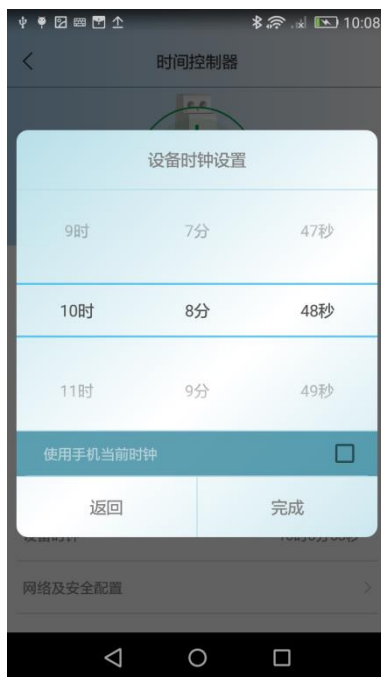 10:08
时间控制器
设备时钟设置
9时 7分 47秒
10时 8分 48秒
11时 9分 49秒
使用手机当前时钟
返回 完成
网络及安全配置